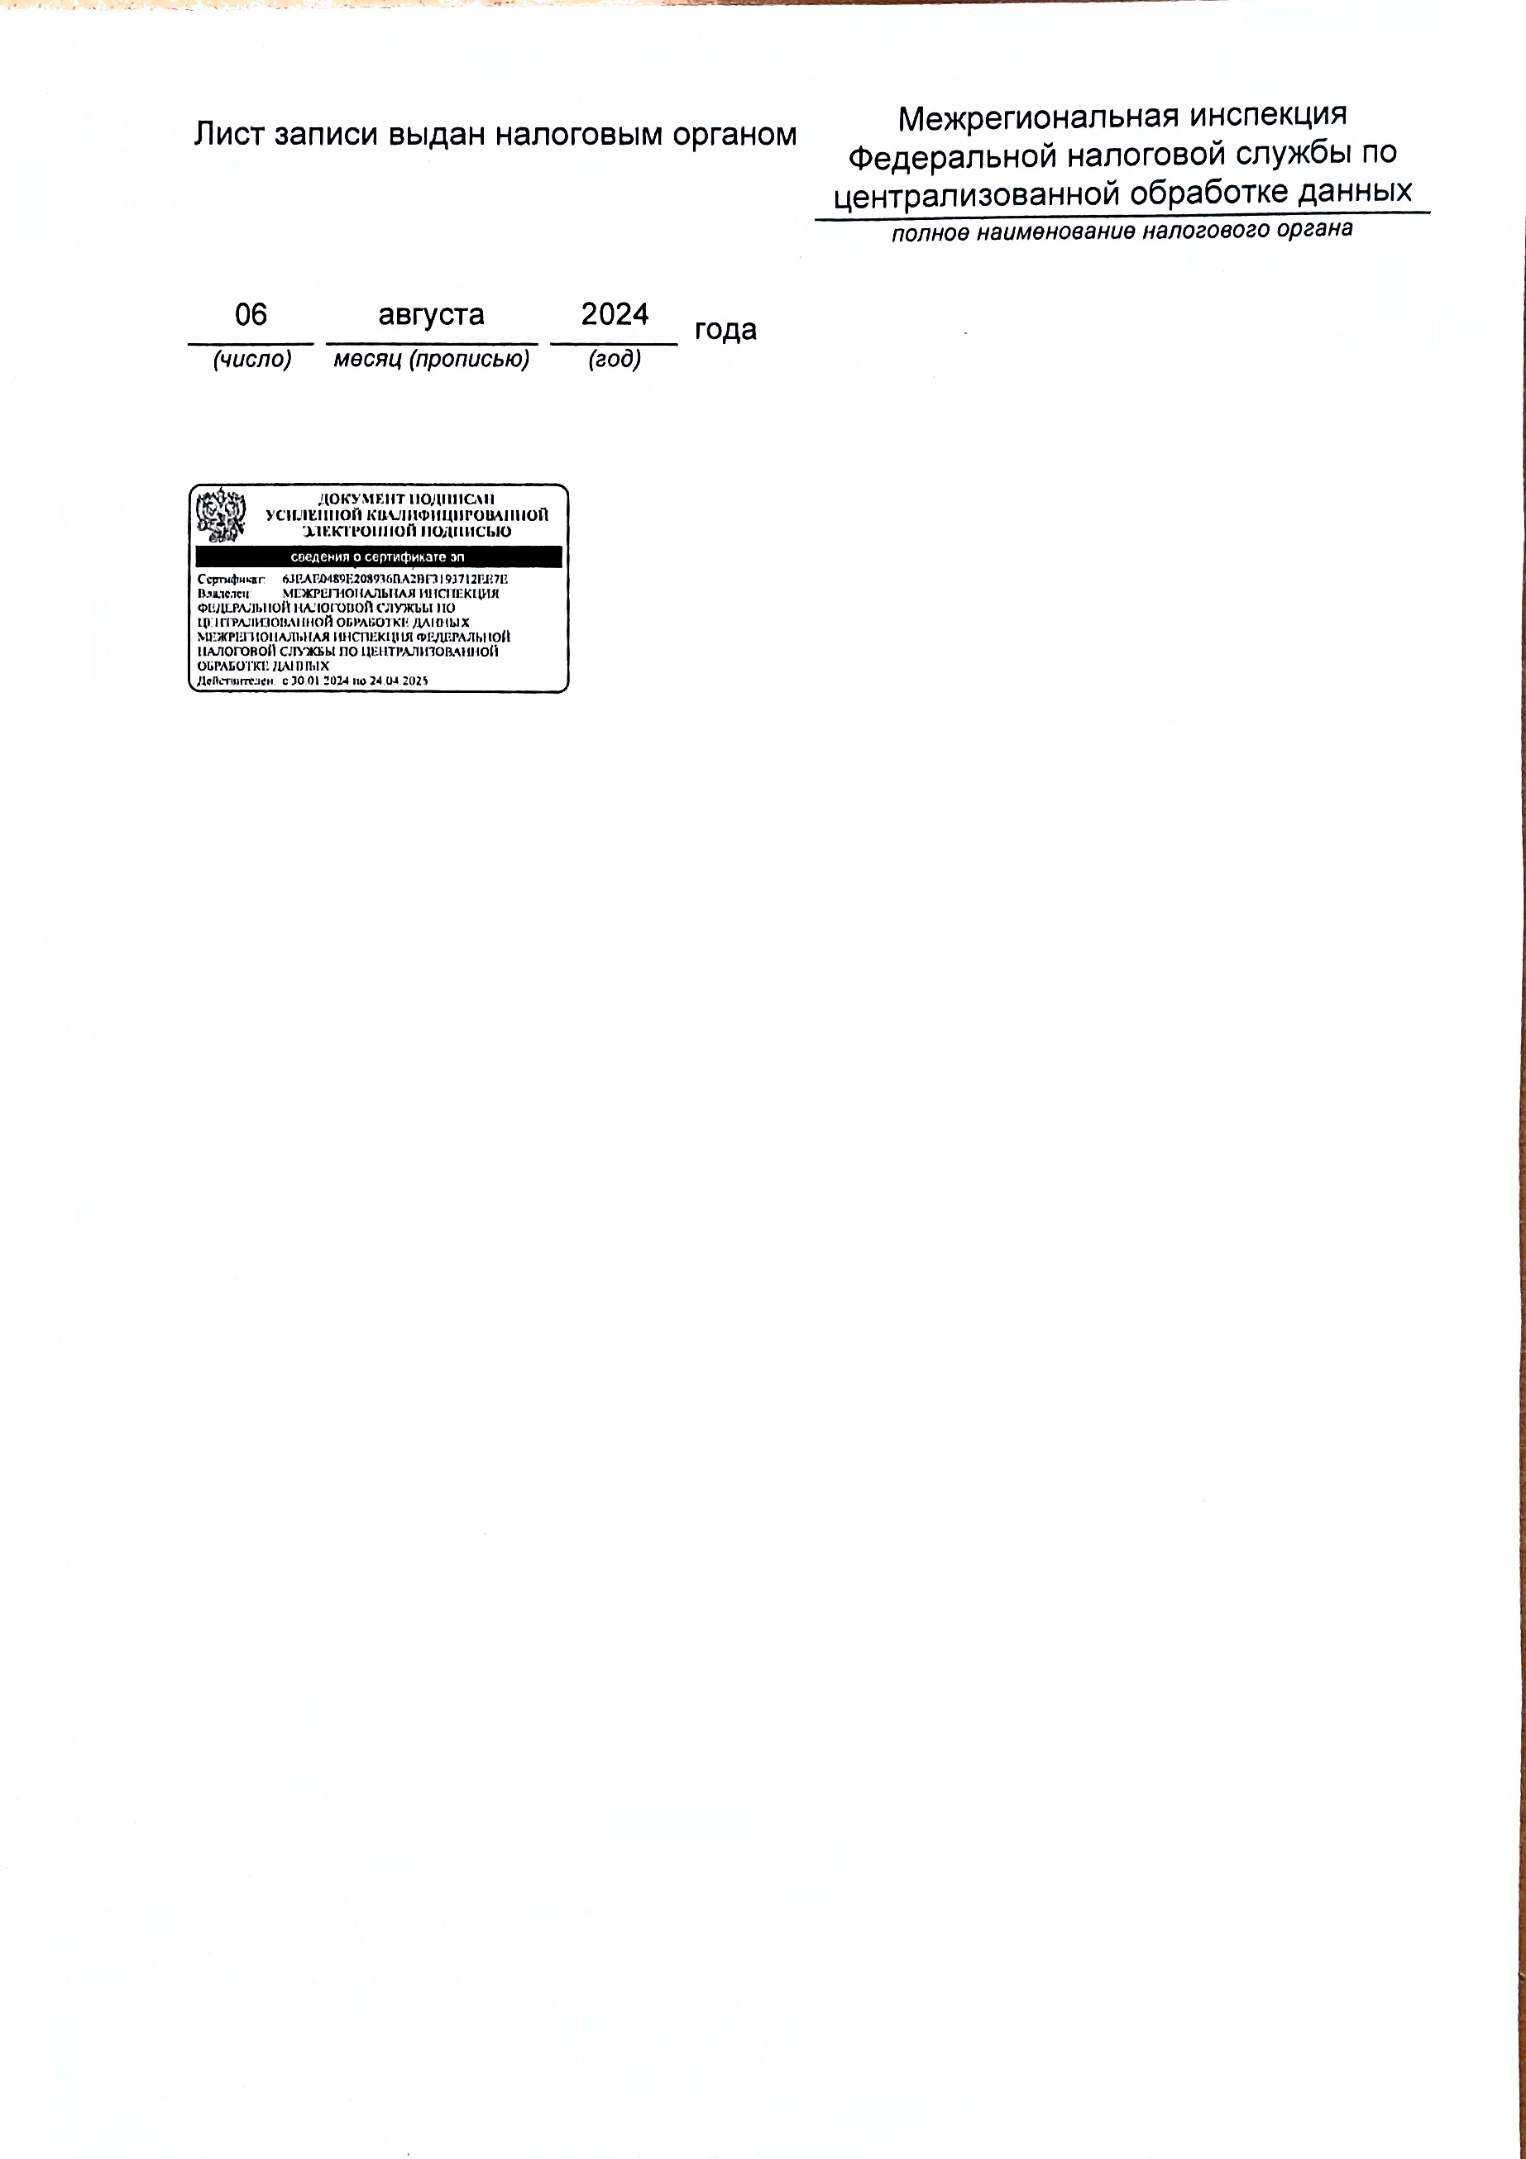 Лист записи выдан налоговым органом
Межрегиональная инспекция
Федеральной налоговой службы по
централизованной обработке данных
полное наименование налогового органа
06 августа 2024 года
(число) месяц (прописью) (год)
ДОКУМЕНТ ПОДПИСАН
УСИЛЕННОЙ КВАЛИФИЦИРОВАННОЙ
ЭЛЕКТРОННОЙ ПОДПИСЬЮ
сведения о сертификате эп
Сертификат:
Владелец: МЕЖРЕГИОНАЛЬНАЯ ИНСПЕКЦИЯ
ФЕДЕРАЛЬНОЙ НАЛОГОВОЙ СЛУЖБЫ ПО
ЦЕНТРАЛИЗОВАННОЙ ОБРАБОТКЕ ДАННЫХ
МЕЖРЕГИОНАЛЬНАЯ ИНСПЕКЦИЯ ФЕДЕРАЛЬНОЙ
НАЛОГОВОЙ СЛУЖБЫ ПО ЦЕНТРАЛИЗОВАННОЙ
ОБРАБОТКЕ ДАННЫХ
Действителен: с 30.01.2024 по 24.04.2025